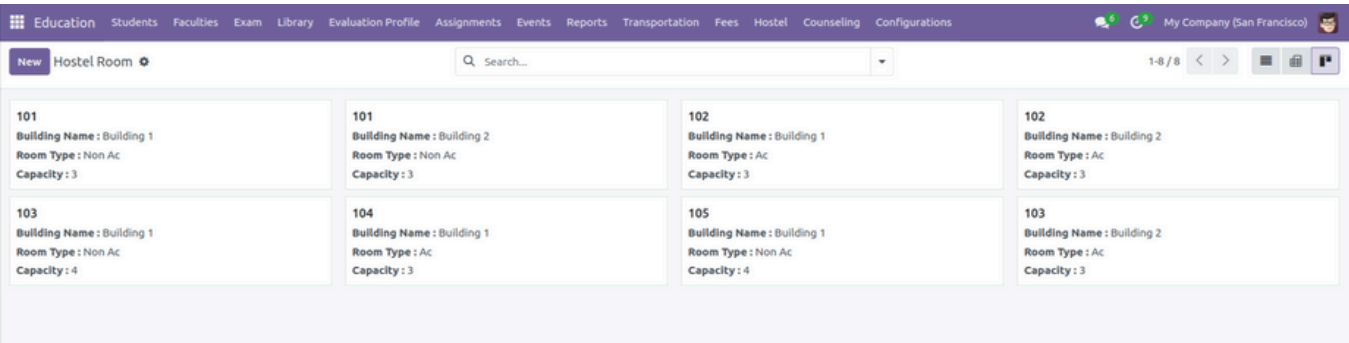 Education Students Faculties Exam Library Evaluation Profile Assignments Events Reports Transportation Fees Hostel Counseling Configurations 6 9 My Company (San Francisco)
New Hostel Room Search... 1-8 / 8
101
Building Name : Building 1
Room Type : Non Ac
Capacity : 3
101
Building Name : Building 2
Room Type : Non Ac
Capacity : 3
102
Building Name : Building 1
Room Type : Ac
Capacity : 3
102
Building Name : Building 2
Room Type : Ac
Capacity : 3
103
Building Name : Building 1
Room Type : Non Ac
Capacity : 4
104
Building Name : Building 1
Room Type : Ac
Capacity : 3
105
Building Name : Building 1
Room Type : Non Ac
Capacity : 4
103
Building Name : Building 2
Room Type : Ac
Capacity : 3